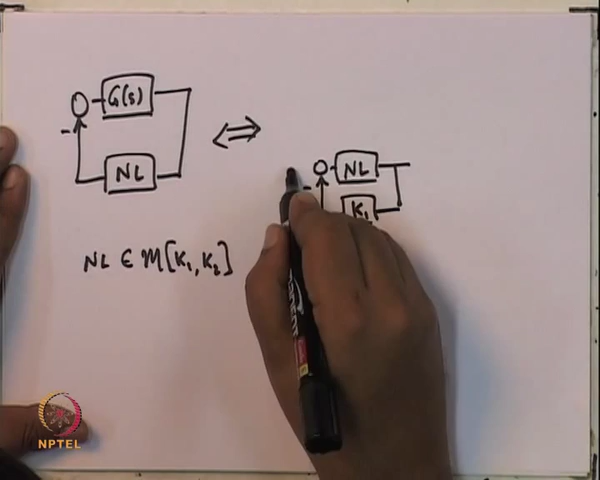 G(s)
-
NL
⇔
NL
-
K₁
NL ∈ M[K₁, K₂]
NPTEL